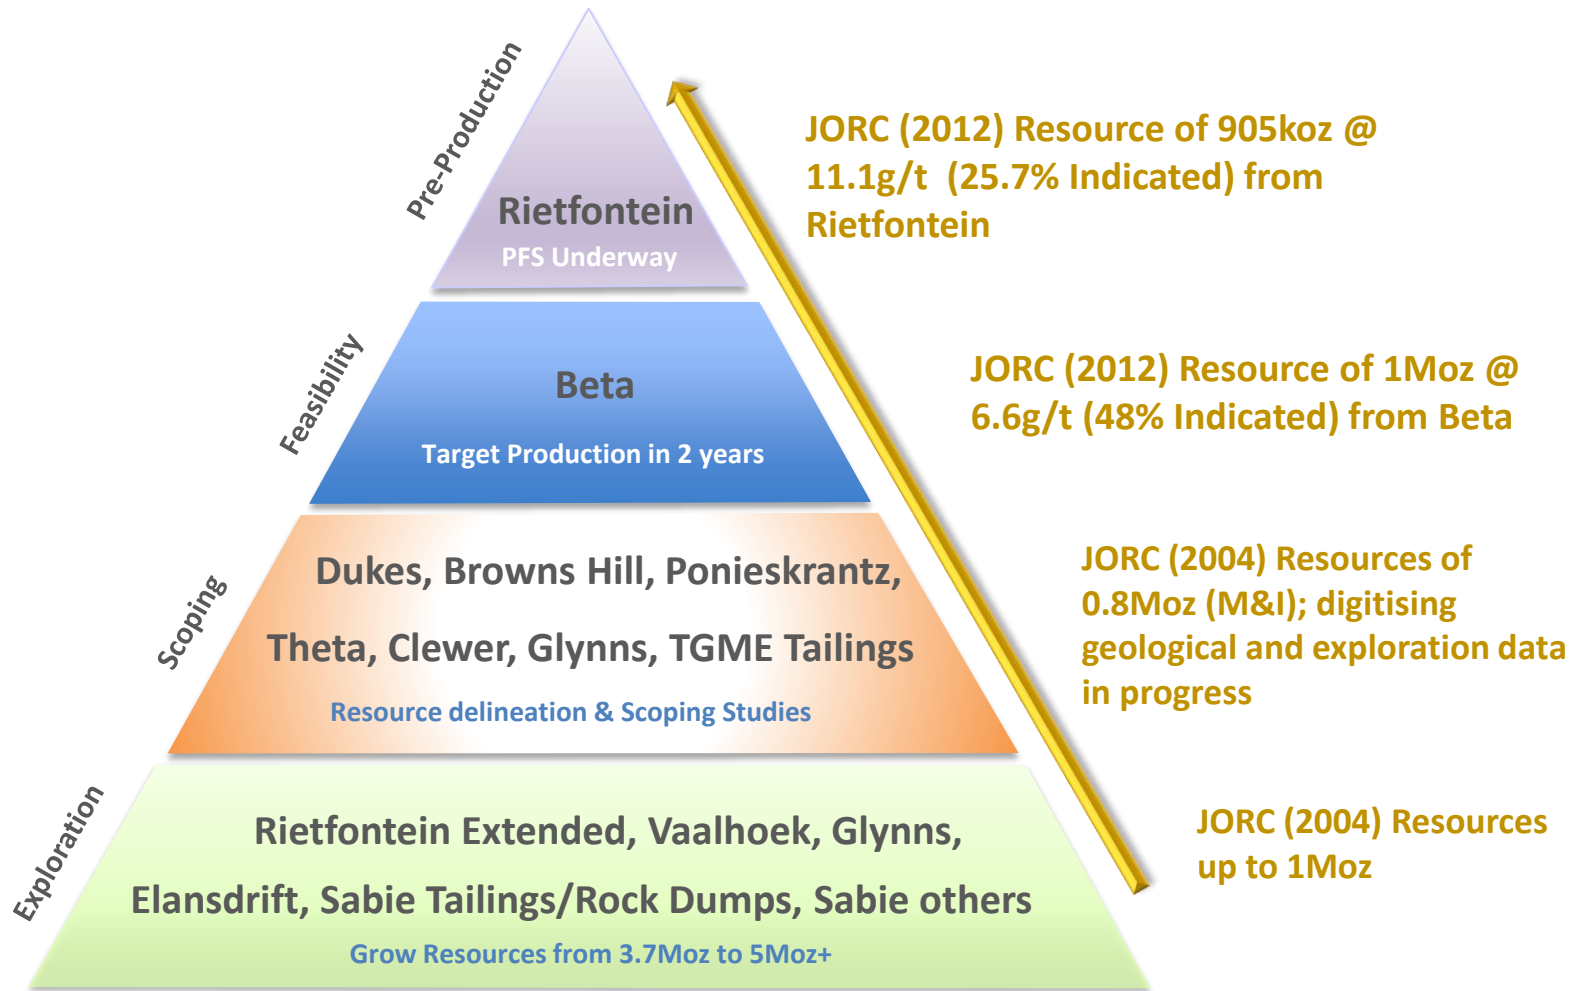 Pre-Production
Rietfontein
PFS Underway
JORC (2012) Resource of 905koz @
11.1g/t (25.7% Indicated) from
Rietfontein
Feasibility
Beta
Target Production in 2 years
JORC (2012) Resource of 1Moz @
6.6g/t (48% Indicated) from Beta
Scoping
Dukes, Browns Hill, Ponieskrantz,
Theta, Clewer, Glynns, TGME Tailings
Resource delineation & Scoping Studies
JORC (2004) Resources of
0.8Moz (M&I); digitising
geological and exploration data
in progress
Exploration
Rietfontein Extended, Vaalhoek, Glynns,
Elansdrift, Sabie Tailings/Rock Dumps, Sabie others
Grow Resources from 3.7Moz to 5Moz+
JORC (2004) Resources
up to 1Moz